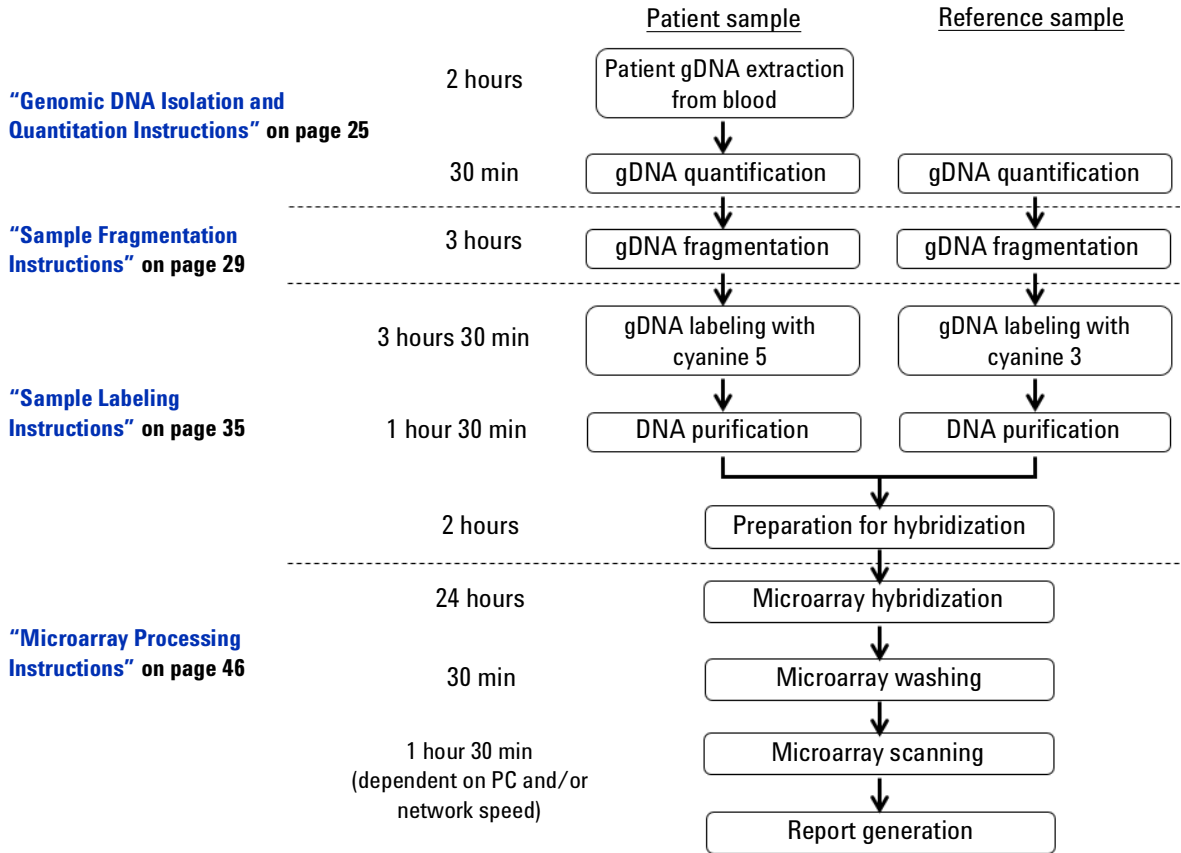 Patient sample
Reference sample
2 hours
Patient gDNA extraction
from blood
“Genomic DNA Isolation and
Quantitation Instructions” on page 25
30 min
gDNA quantification
gDNA quantification
“Sample Fragmentation
Instructions” on page 29
3 hours
gDNA fragmentation
gDNA fragmentation
3 hours 30 min
gDNA labeling with
cyanine 5
gDNA labeling with
cyanine 3
“Sample Labeling
Instructions” on page 35
1 hour 30 min
DNA purification
DNA purification
2 hours
Preparation for hybridization
24 hours
Microarray hybridization
“Microarray Processing
Instructions” on page 46
30 min
Microarray washing
1 hour 30 min
(dependent on PC and/or
network speed)
Microarray scanning
Report generation